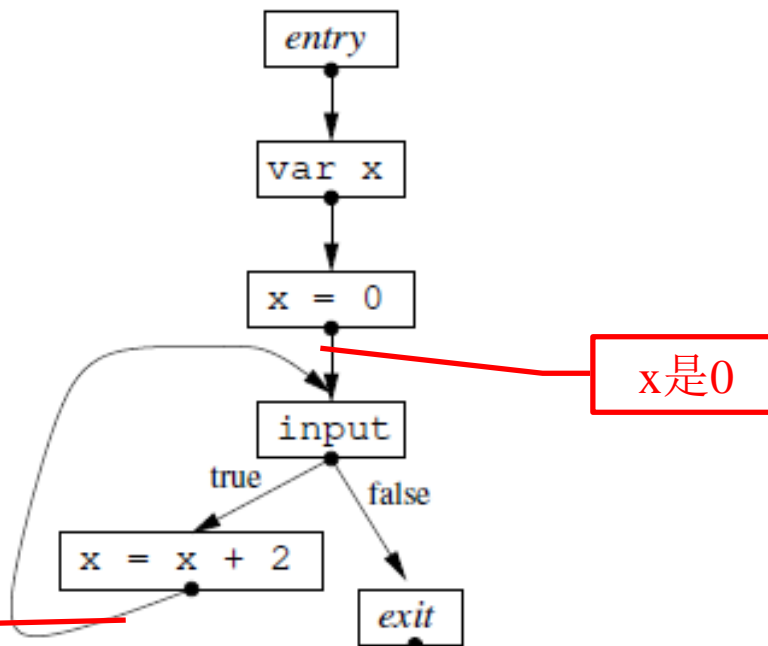 entry
var x
x = 0
x是0
input
true
false
x = x + 2
exit